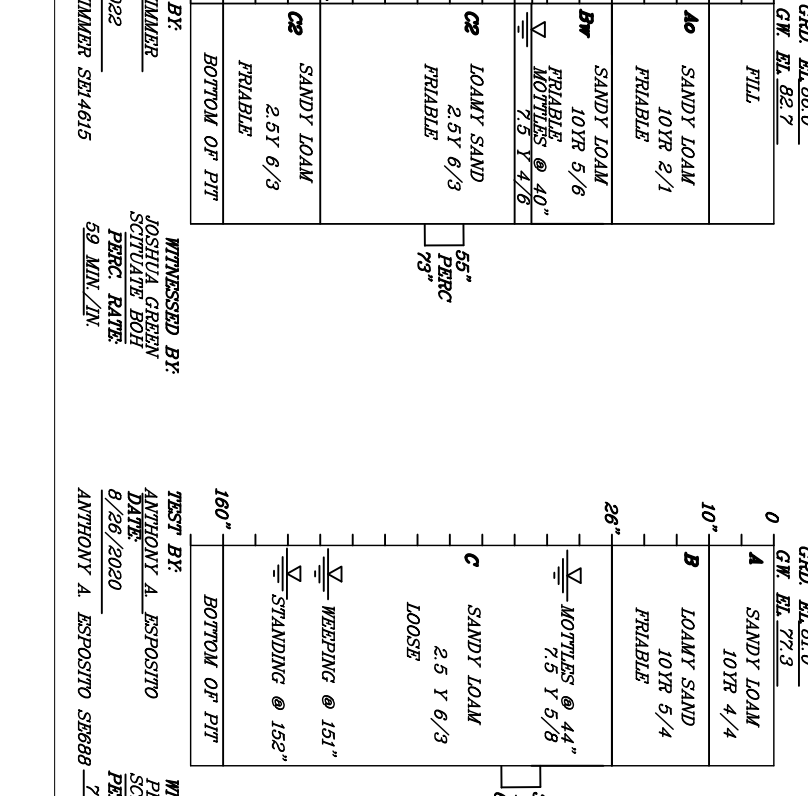 GW. EL. 82.7
FILL
Ao SANDY LOAM
10YR 2/1
FRIABLE
Bw SANDY LOAM
10YR 5/6
FRIABLE
MOTTLES @ 40"
7.5 Y 4/6
C2 LOAMY SAND
2.5Y 6/3
FRIABLE
55"
PERC
73"
C2 SANDY LOAM
2.5Y 6/3
FRIABLE
BOTTOM OF PIT
BY:
WITNESSED BY:
JOSHUA GREEN
SCITUATE BOH
PERC. RATE:
59 MIN./IN.
SE14615
GW. EL. 77.3
0
A SANDY LOAM
10YR 4/4
10"
B LOAMY SAND
10YR 5/4
FRIABLE
26"
MOTTLES @ 44"
7.5 Y 5/8
C SANDY LOAM
2.5 Y 6/3
LOOSE
WEEPING @ 151"
STANDING @ 152"
160"
BOTTOM OF PIT
TEST BY:
ANTHONY A. ESPOSITO
DATE:
8/26/2020
ANTHONY A. ESPOSITO SE688